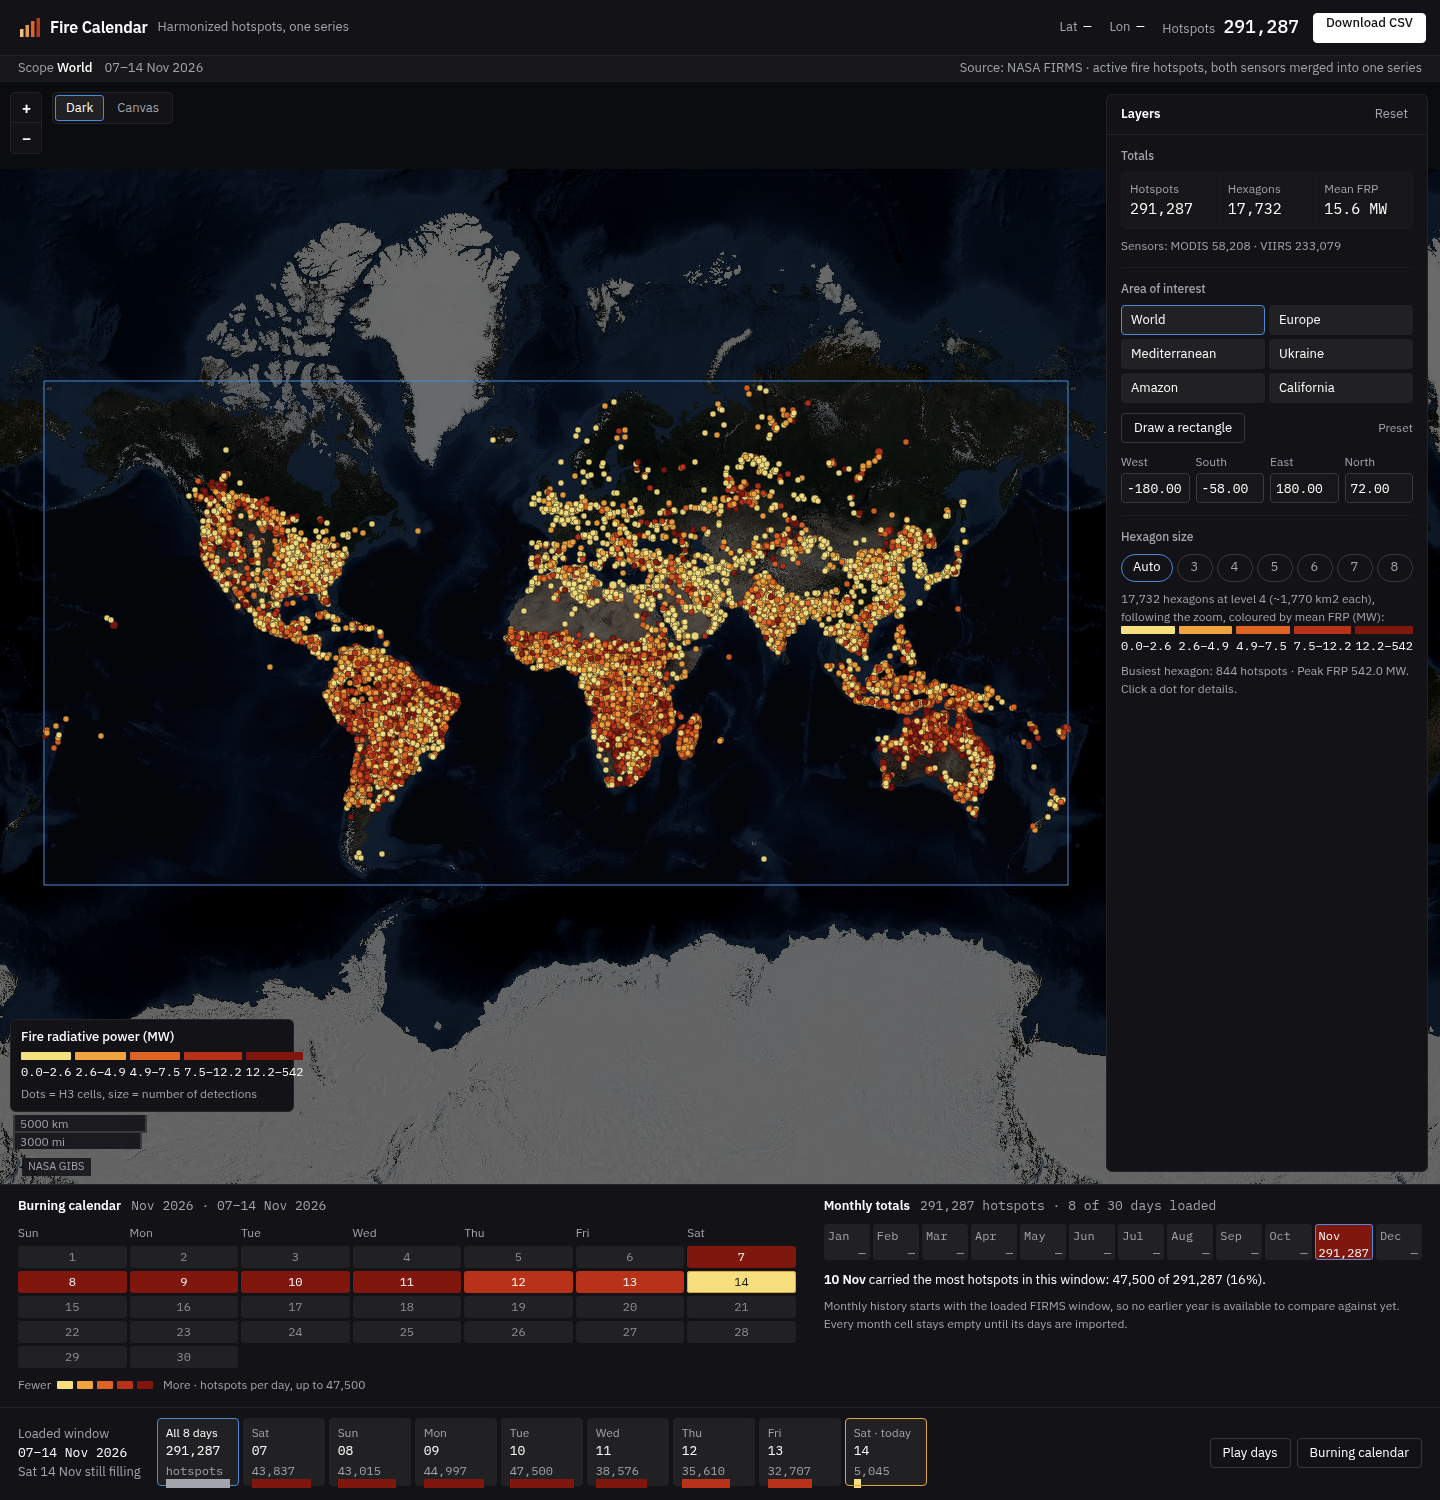 Fire Calendar Harmonized hotspots, one series Lat — Lon — Hotspots 291,287 Download CSV
Scope World 07–14 Nov 2026 Source: NASA FIRMS · active fire hotspots, both sensors merged into one series
+ Dark Canvas
−
Layers Reset
Totals
Hotspots Hexagons Mean FRP
291,287 17,732 15.6 MW
Sensors: MODIS 58,208 · VIIRS 233,079
Area of interest
World Europe
Mediterranean Ukraine
Amazon California
Draw a rectangle Preset
West South East North
-180.00 -58.00 180.00 72.00
Hexagon size
Auto 3 4 5 6 7 8
17,732 hexagons at level 4 (~1,770 km2 each),
following the zoom, coloured by mean FRP (MW):
0.0–2.6 2.6–4.9 4.9–7.5 7.5–12.2 12.2–542
Busiest hexagon: 844 hotspots · Peak FRP 542.0 MW.
Click a dot for details.
Fire radiative power (MW)
0.0–2.6 2.6–4.9 4.9–7.5 7.5–12.2 12.2–542
Dots = H3 cells, size = number of detections
5000 km
3000 mi
NASA GIBS
Burning calendar Nov 2026 · 07–14 Nov 2026
Sun Mon Tue Wed Thu Fri Sat
1 2 3 4 5 6 7
8 9 10 11 12 13 14
15 16 17 18 19 20 21
22 23 24 25 26 27 28
29 30
Fewer More · hotspots per day, up to 47,500
Monthly totals 291,287 hotspots · 8 of 30 days loaded
Jan Feb Mar Apr May Jun Jul Aug Sep Oct Nov Dec
— — — — — — — — — — 291,287 —
10 Nov carried the most hotspots in this window: 47,500 of 291,287 (16%).
Monthly history starts with the loaded FIRMS window, so no earlier year is available to compare against yet.
Every month cell stays empty until its days are imported.
Loaded window
07–14 Nov 2026
Sat 14 Nov still filling
All 8 days Sat Sun Mon Tue Wed Thu Fri Sat · today
291,287 07 08 09 10 11 12 13 14
hotspots 43,837 43,015 44,997 47,500 38,576 35,610 32,707 5,045
Play days Burning calendar